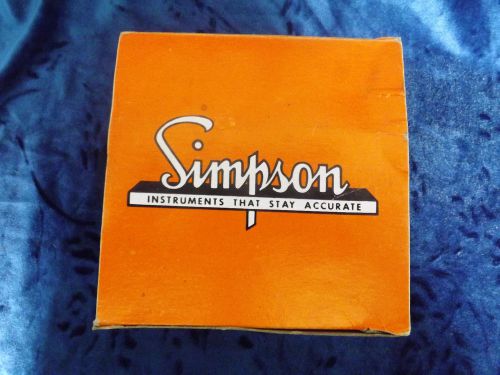 Simpson
INSTRUMENTS THAT STAY ACCURATE